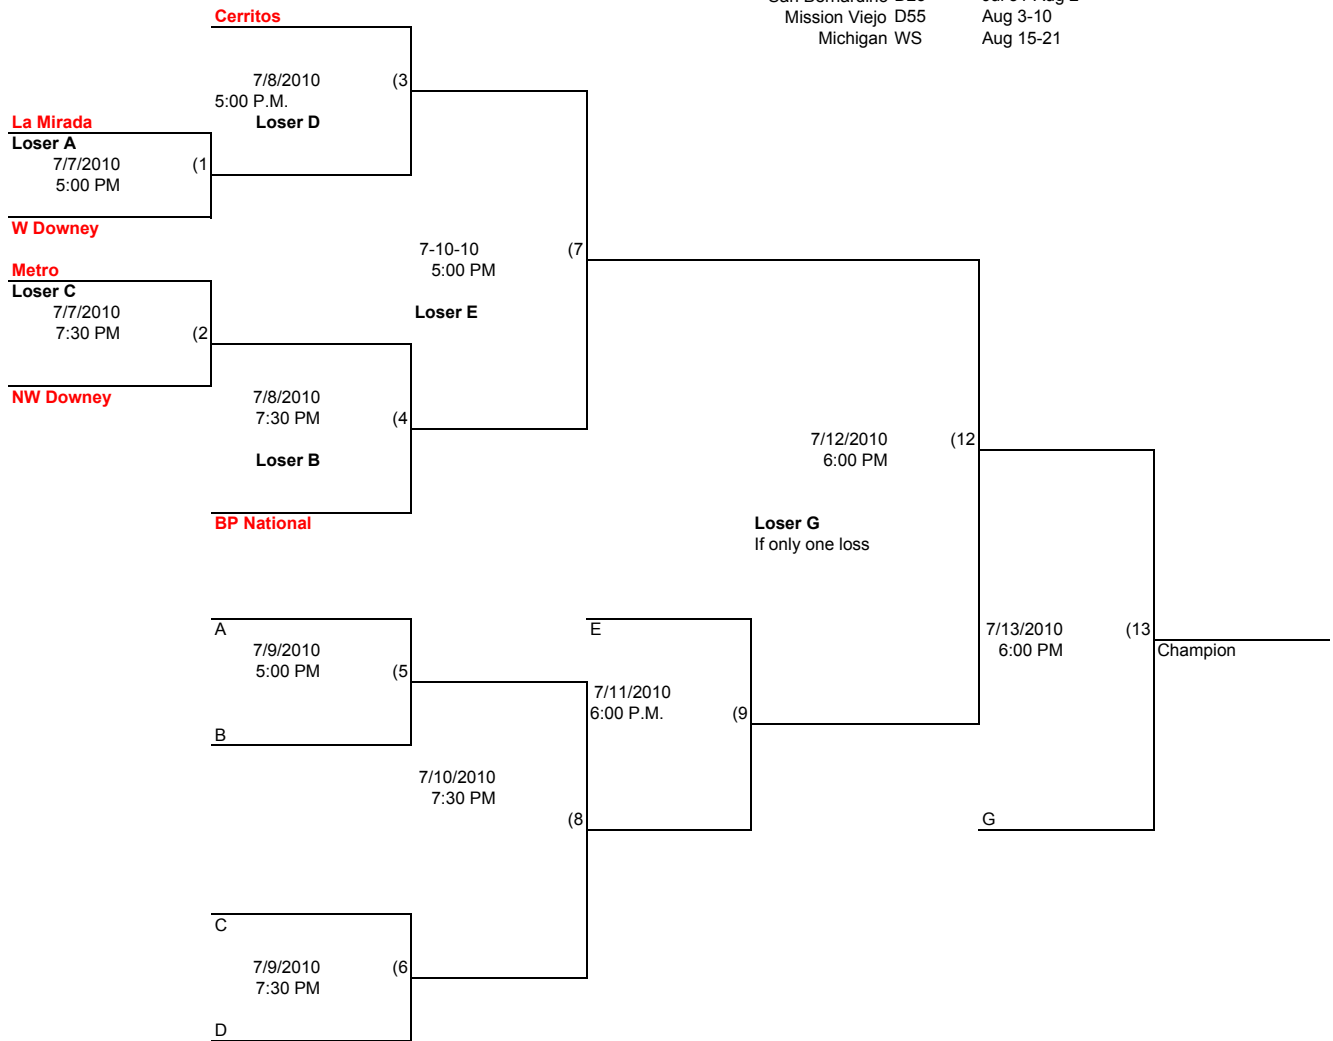 Cerritos
Mission Viejo D55 Aug 3-10
Michigan WS Aug 15-21
7/8/2010 (3
5:00 P.M.
La Mirada
Loser D
Loser A
7/7/2010 (1
5:00 PM
W Downey
7-10-10 (7
5:00 PM
Metro
Loser C
7/7/2010
7:30 PM (2
Loser E
NW Downey
7/8/2010
7:30 PM (4
Loser B
7/12/2010 (12
6:00 PM
BP National
Loser G
If only one loss
A
E
7/9/2010
5:00 PM (5
7/13/2010 (13
6:00 PM
Champion
7/11/2010
6:00 P.M. (9
B
7/10/2010
7:30 PM
(8
G
C
7/9/2010 (6
7:30 PM
D